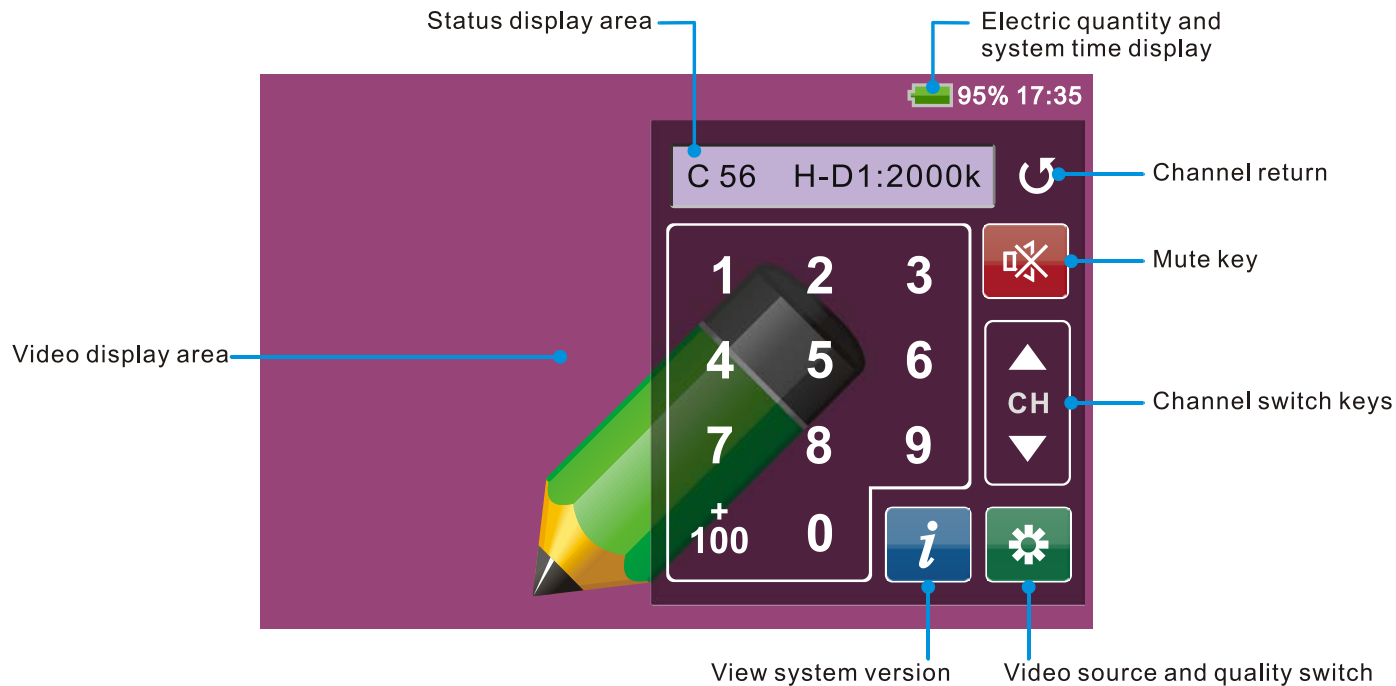 Status display area
Electric quantity and
system time display
95% 17:35
C 56 H-D1:2000k
Channel return
1 2 3
Mute key
Video display area
4 5 6
CH
Channel switch keys
7 8 9
+
100 0
i
View system version
Video source and quality switch